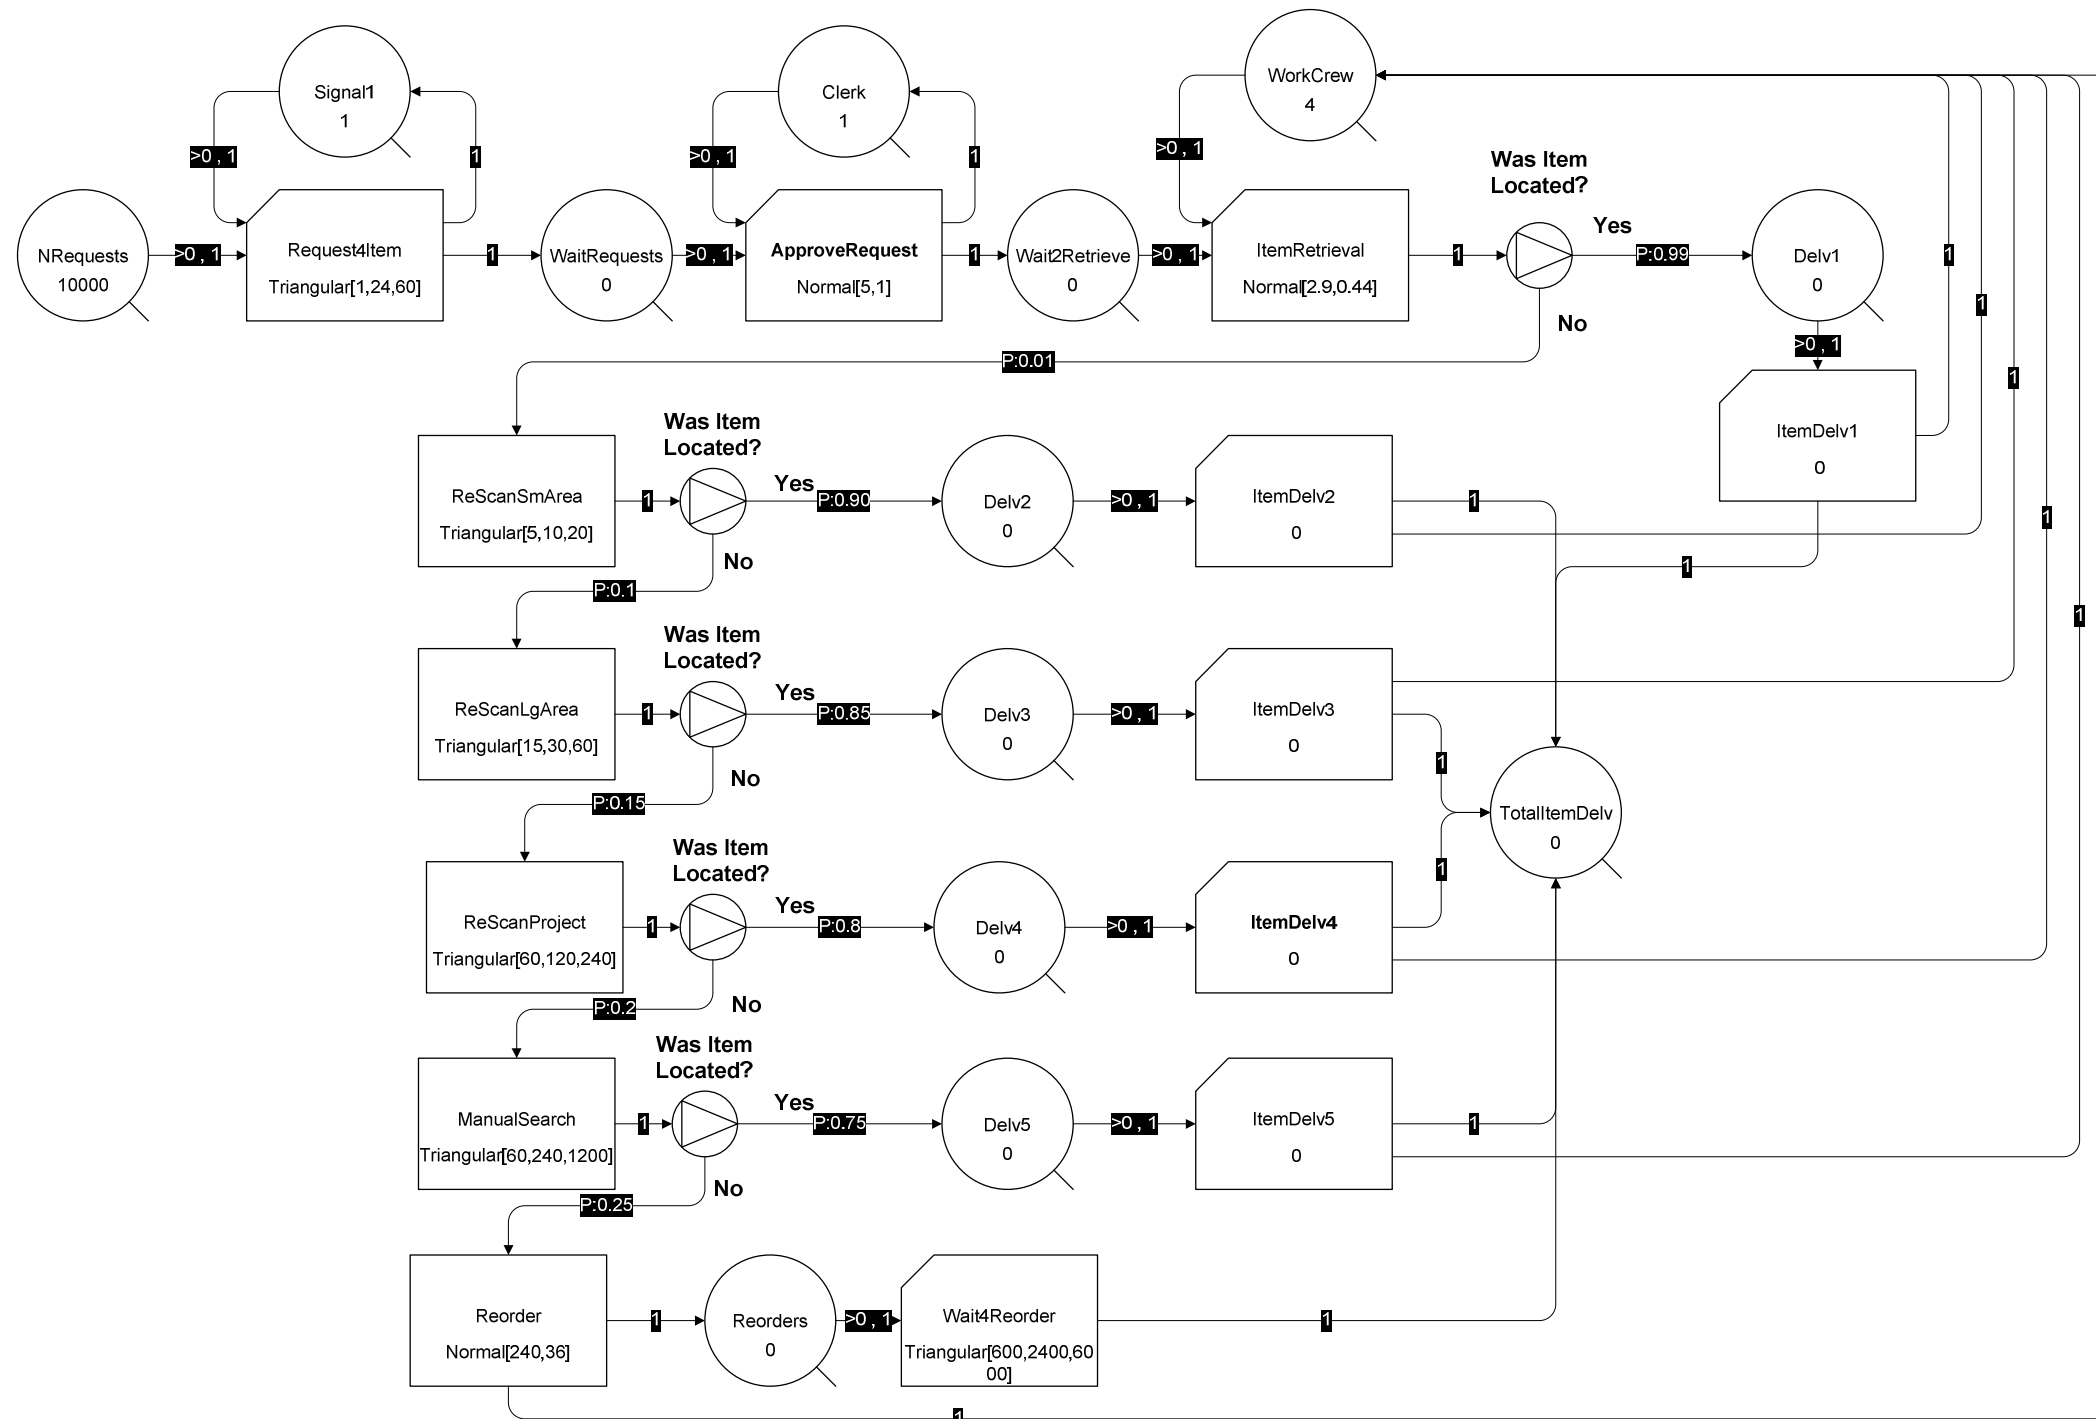 Signal1
1
Clerk
1
WorkCrew
4
>0 , 1
1
>0 , 1
1
>0 , 1
Was Item
Located?
Yes
NRequests
10000
>0 , 1
Request4Item
Triangular[1,24,60]
1
WaitRequests
0
>0 , 1
ApproveRequest
Normal[5,1]
1
Wait2Retrieve
0
>0 , 1
ItemRetrieval
Normal[2.9,0.44]
1
P:0.99
Delv1
0
1
1
No
>0 , 1
P:0.01
1
ItemDelv1
0
Was Item
Located?
ReScanSmArea
Triangular[5,10,20]
1
Yes
P:0.90
Delv2
0
>0 , 1
ItemDelv2
0
1
1
No
1
P:0.1
1
Was Item
Located?
ReScanLgArea
Triangular[15,30,60]
1
Yes
P:0.85
Delv3
0
>0 , 1
ItemDelv3
0
1
No
P:0.15
TotalItemDelv
0
Was Item
Located?
ReScanProject
Triangular[60,120,240]
1
Yes
P:0.8
Delv4
0
>0 , 1
ItemDelv4
0
1
No
P:0.2
Was Item
Located?
ManualSearch
Triangular[60,240,1200]
1
Yes
P:0.75
Delv5
0
>0 , 1
ItemDelv5
0
1
No
P:0.25
Reorder
Normal[240,36]
1
Reorders
0
>0 , 1
Wait4Reorder
Triangular[600,2400,60
00]
1
1